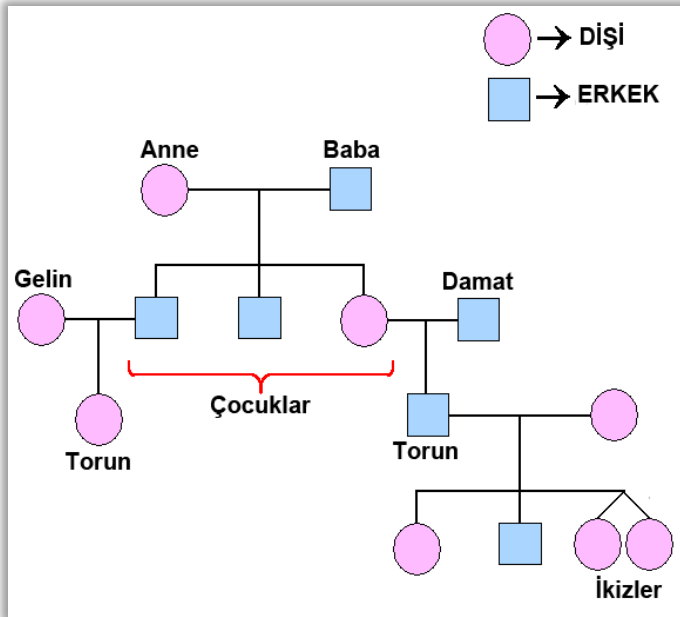 DİŞİ
ERKEK
Anne
Baba
Gelin
Damat
Çocuklar
Torun
Torun
İkizler